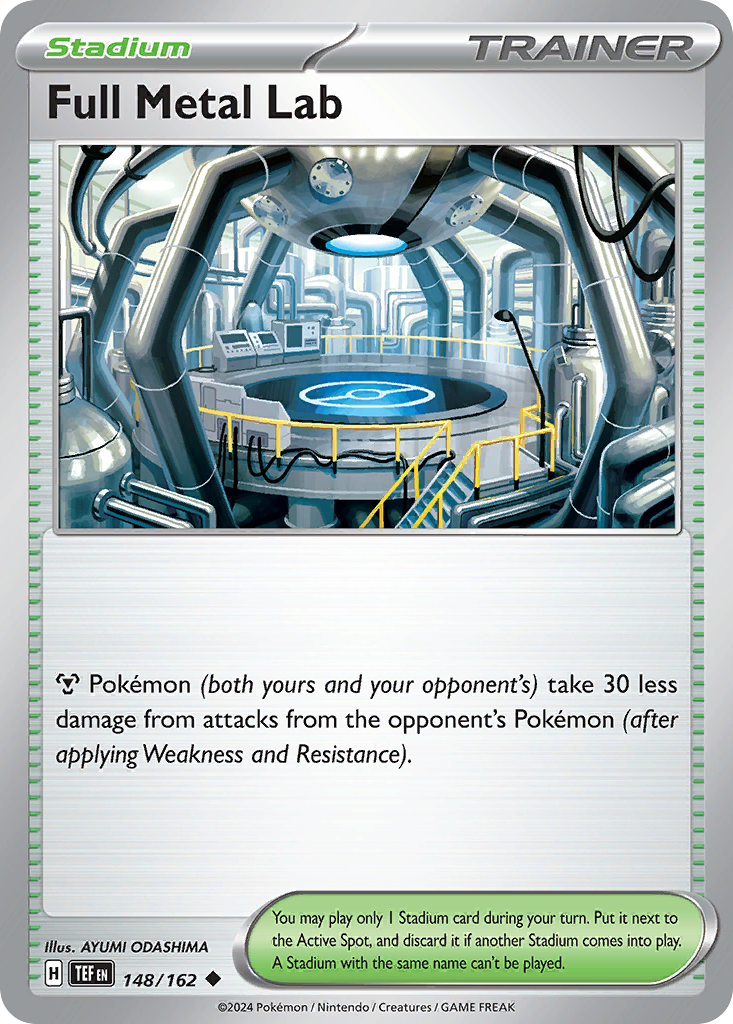 Stadium
TRAINER
Full Metal Lab
Pokémon (both yours and your opponent's) take 30 less
damage from attacks from the opponent's Pokémon (after
applying Weakness and Resistance).
You may play only 1 Stadium card during your turn. Put it next to
the Active Spot, and discard it if another Stadium comes into play.
A Stadium with the same name can't be played.
Illus. AYUMI ODASHIMA
H TEF EN 148/162
©2024 Pokémon / Nintendo / Creatures / GAME FREAK